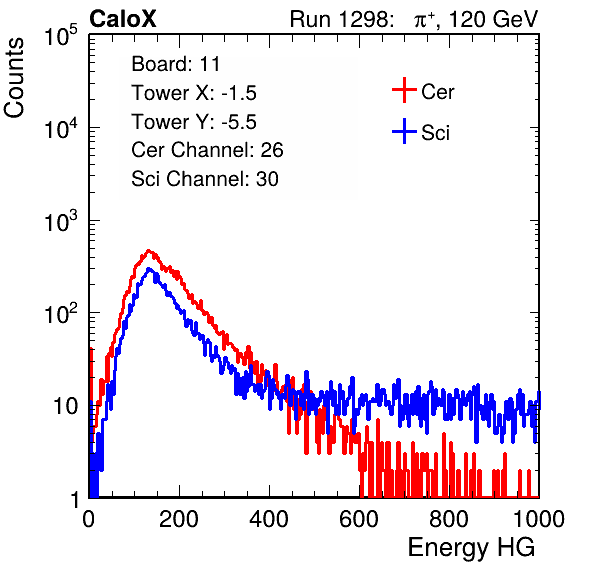 CaloX Run 1298: π⁺, 120 GeV
Counts
Board: 11
Tower X: -1.5
Tower Y: -5.5
Cer Channel: 26
Sci Channel: 30
Cer
Sci
10⁵
10⁴
10³
10²
10
1
0 200 400 600 800 1000
Energy HG